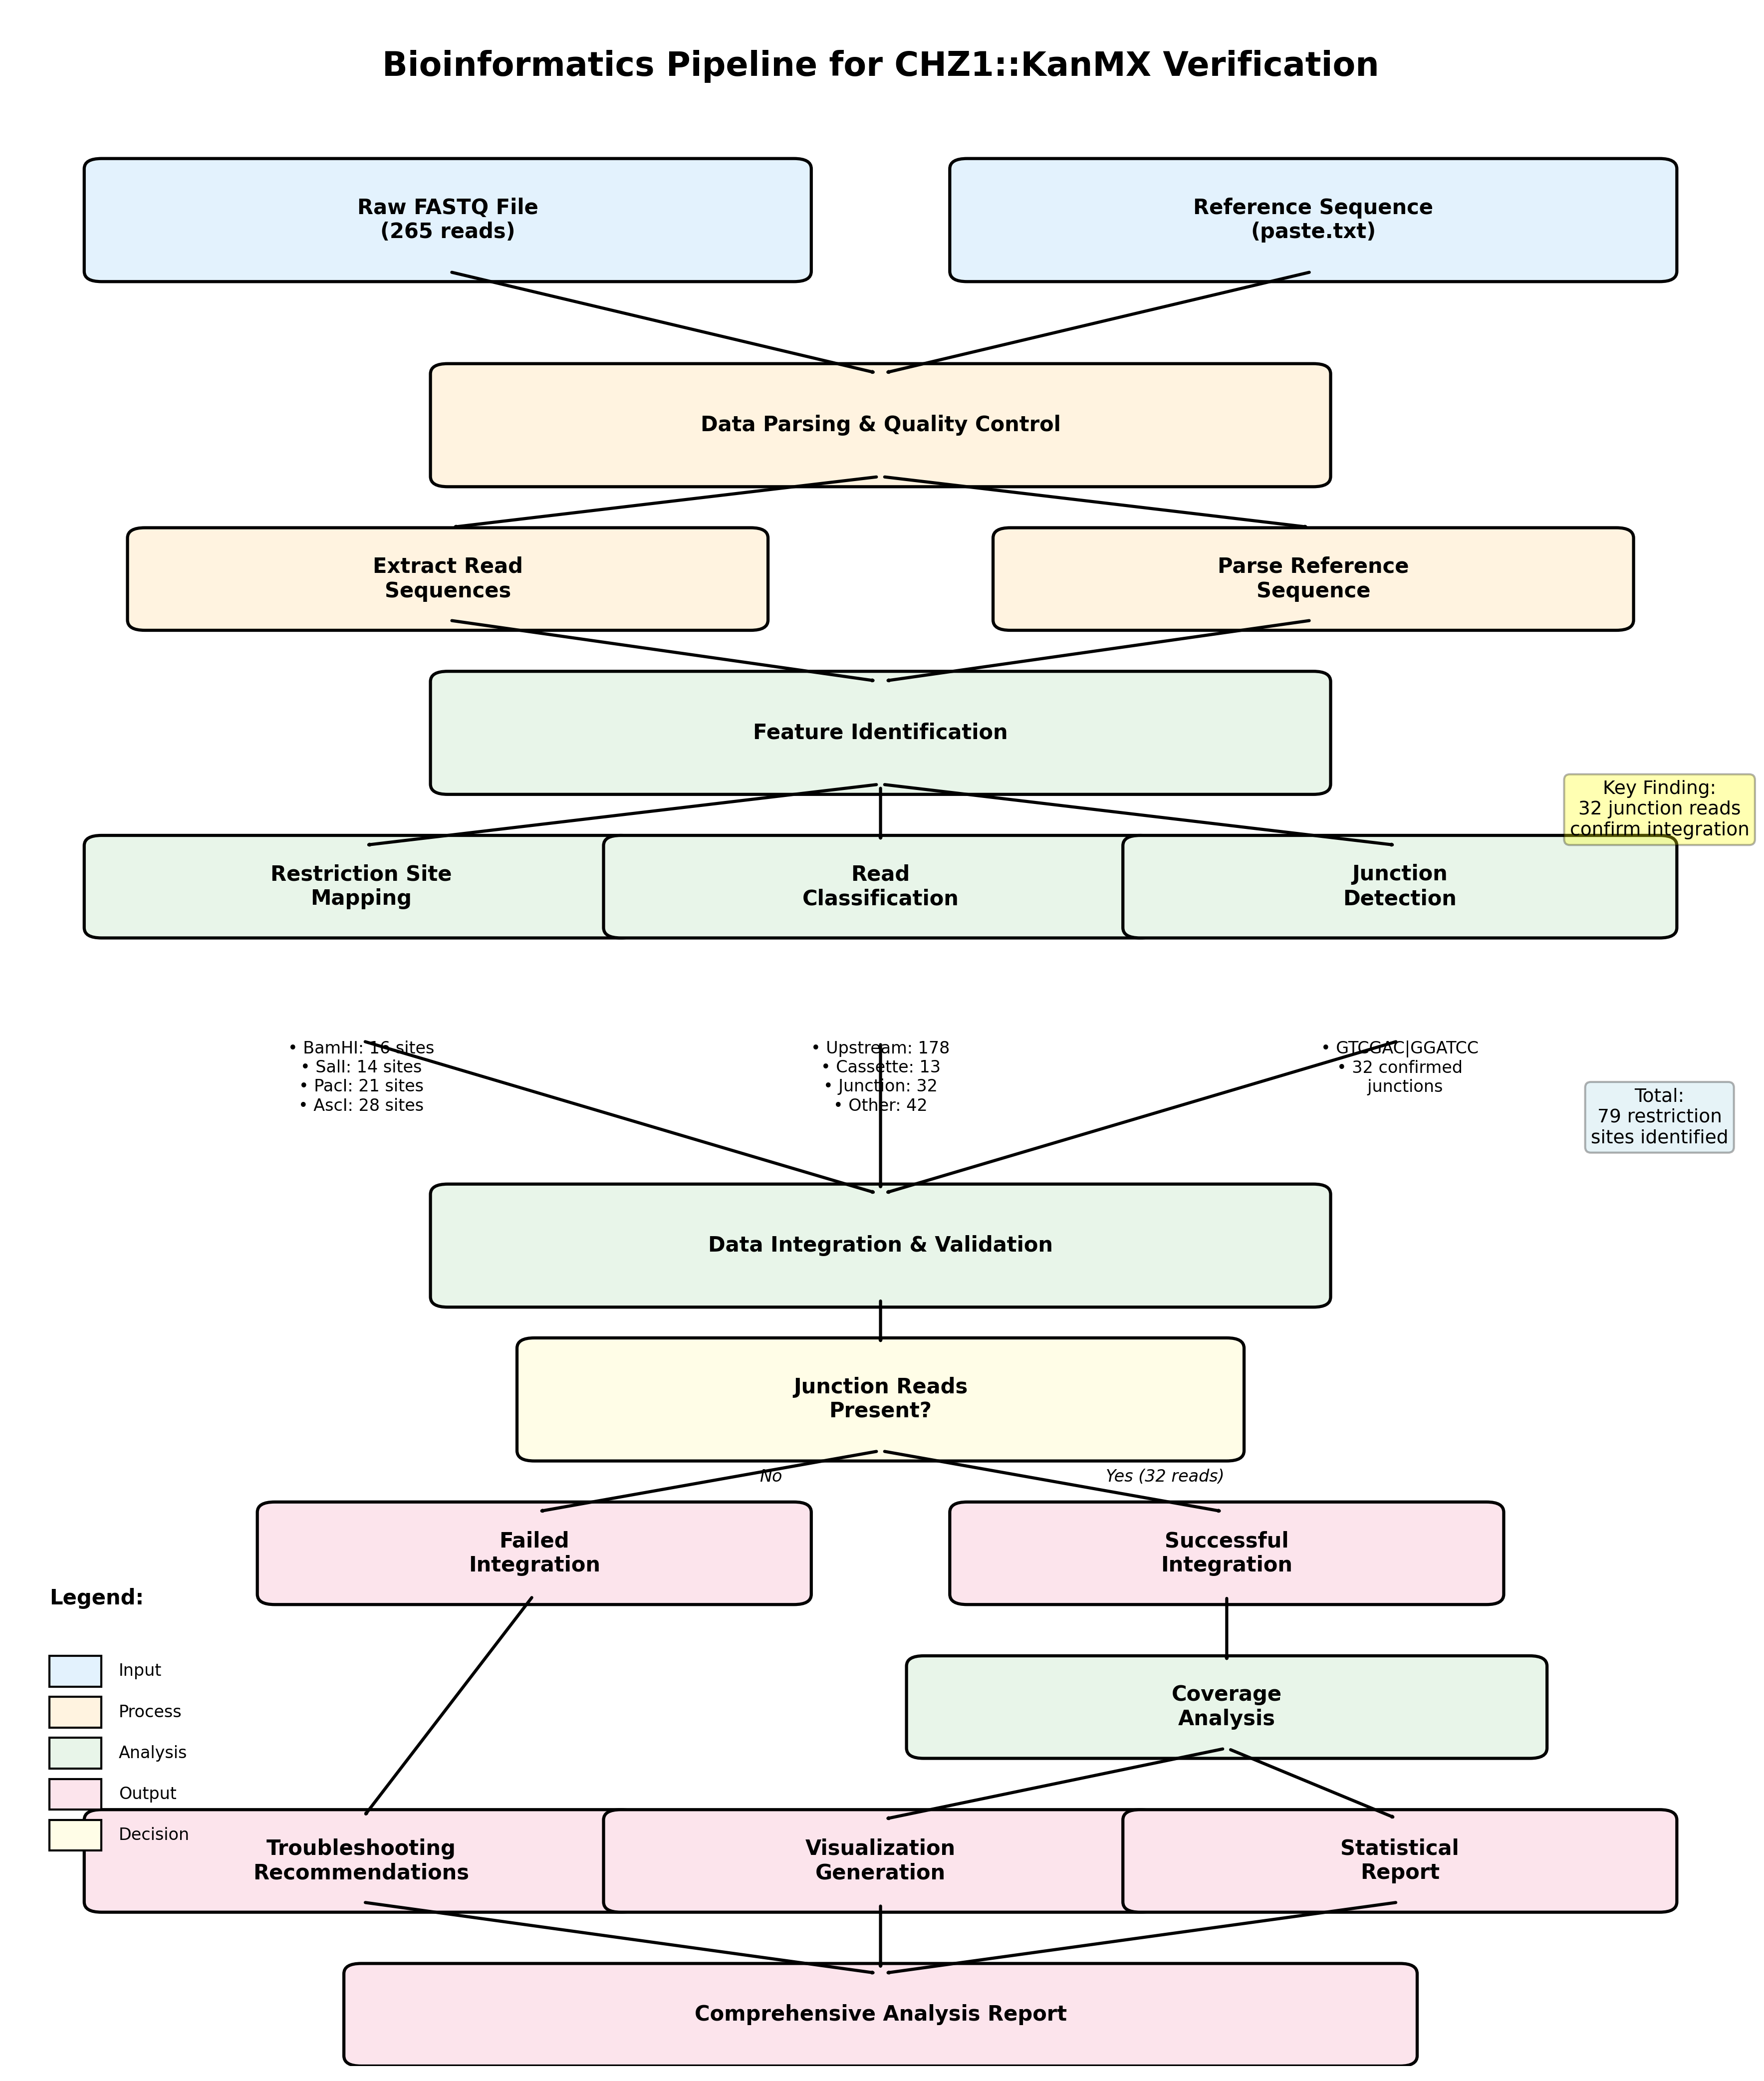 Bioinformatics Pipeline for CHZ1::KanMX Verification
Raw FASTQ File
(265 reads)
Reference Sequence
(paste.txt)
Data Parsing & Quality Control
Extract Read
Sequences
Parse Reference
Sequence
Feature Identification
Key Finding:
32 junction reads
confirm integration
Restriction Site
Mapping
Read
Classification
Junction
Detection
• BamHI: 16 sites
• SalI: 14 sites
• PacI: 21 sites
• AscI: 28 sites
• Upstream: 178
• Cassette: 13
• Junction: 32
• Other: 42
• GTCGAC|GGATCC
• 32 confirmed
junctions
Total:
79 restriction
sites identified
Data Integration & Validation
Junction Reads
Present?
No
Yes (32 reads)
Failed
Integration
Successful
Integration
Legend:
Input
Process
Analysis
Output
Decision
Coverage
Analysis
Troubleshooting
Recommendations
Visualization
Generation
Statistical
Report
Comprehensive Analysis Report